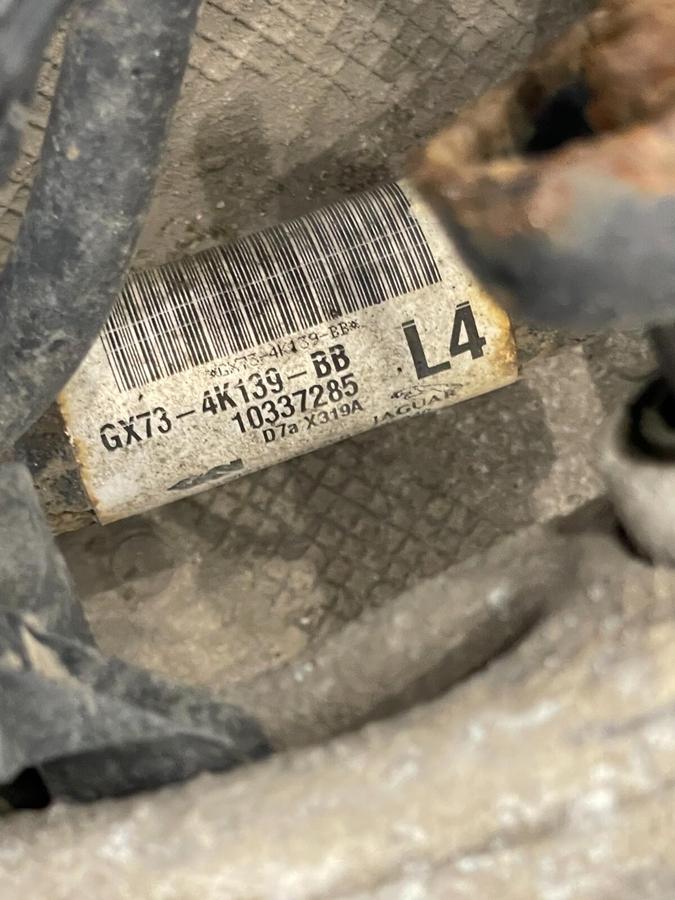 *GX73-4K139-BB*
GX73-4K139-BB
L4
10337285
D7a X319A
JAGUAR